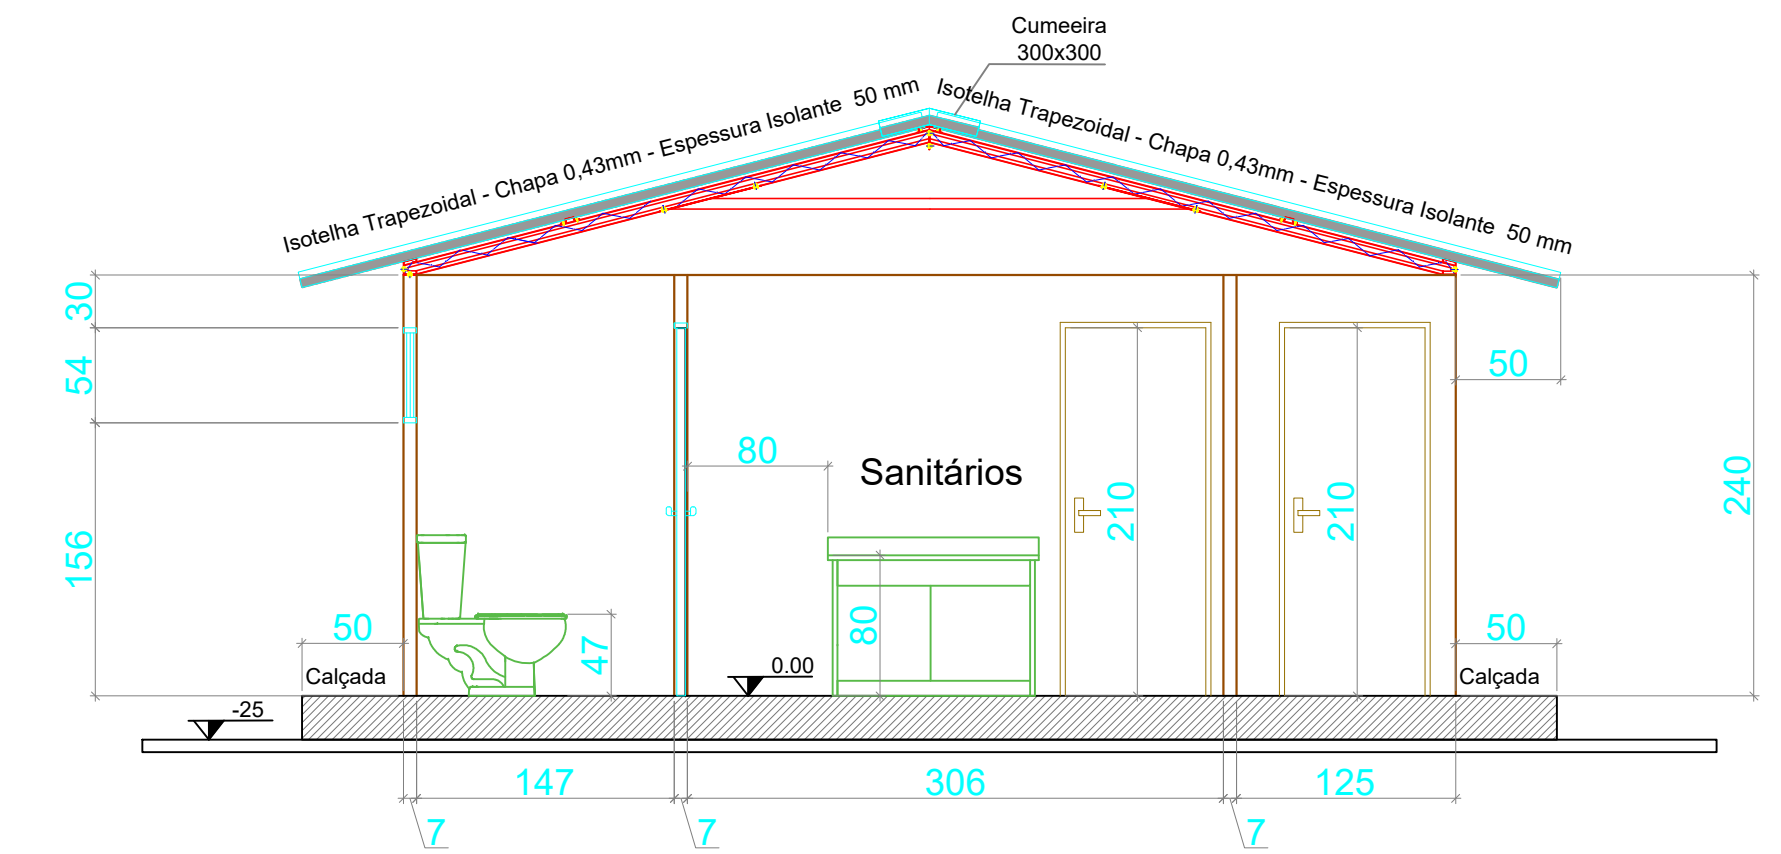 Cumeeira
300x300
Isotelha Trapezoidal - Chapa 0,43mm - Espessura Isolante 50 mm
Isotelha Trapezoidal - Chapa 0,43mm - Espessura Isolante 50 mm
30
54
156
50
Calçada
-25
47
80
Sanitários
80
0.00
210
210
50
240
50
Calçada
147
306
125
7
7
7